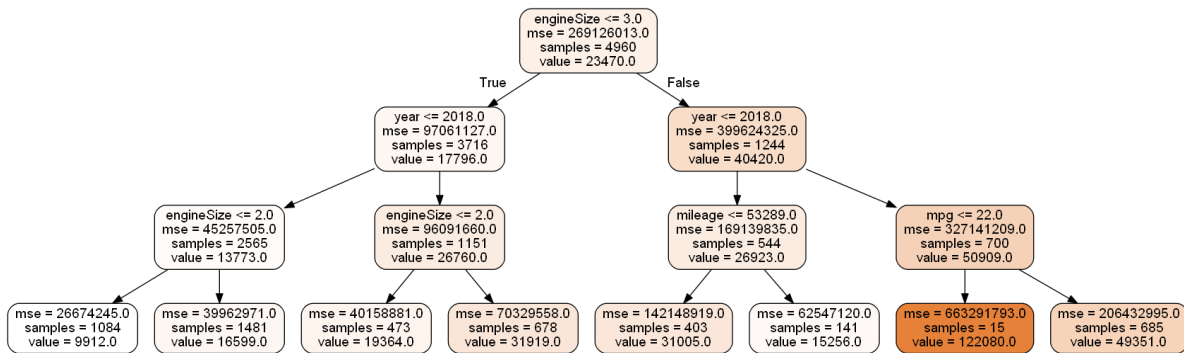 engineSize <= 3.0
mse = 269126013.0
samples = 4960
value = 23470.0
True
False
year <= 2018.0
mse = 97061127.0
samples = 3716
value = 17796.0
year <= 2018.0
mse = 399624325.0
samples = 1244
value = 40420.0
engineSize <= 2.0
mse = 45257505.0
samples = 2565
value = 13773.0
engineSize <= 2.0
mse = 96091660.0
samples = 1151
value = 26760.0
mileage <= 53289.0
mse = 169139835.0
samples = 544
value = 26923.0
mpg <= 22.0
mse = 327141209.0
samples = 700
value = 50909.0
mse = 26674245.0
samples = 1084
value = 9912.0
mse = 39962971.0
samples = 1481
value = 16599.0
mse = 40158881.0
samples = 473
value = 19364.0
mse = 70329558.0
samples = 678
value = 31919.0
mse = 142148919.0
samples = 403
value = 31005.0
mse = 62547120.0
samples = 141
value = 15256.0
mse = 663291793.0
samples = 15
value = 122080.0
mse = 206432995.0
samples = 685
value = 49351.0